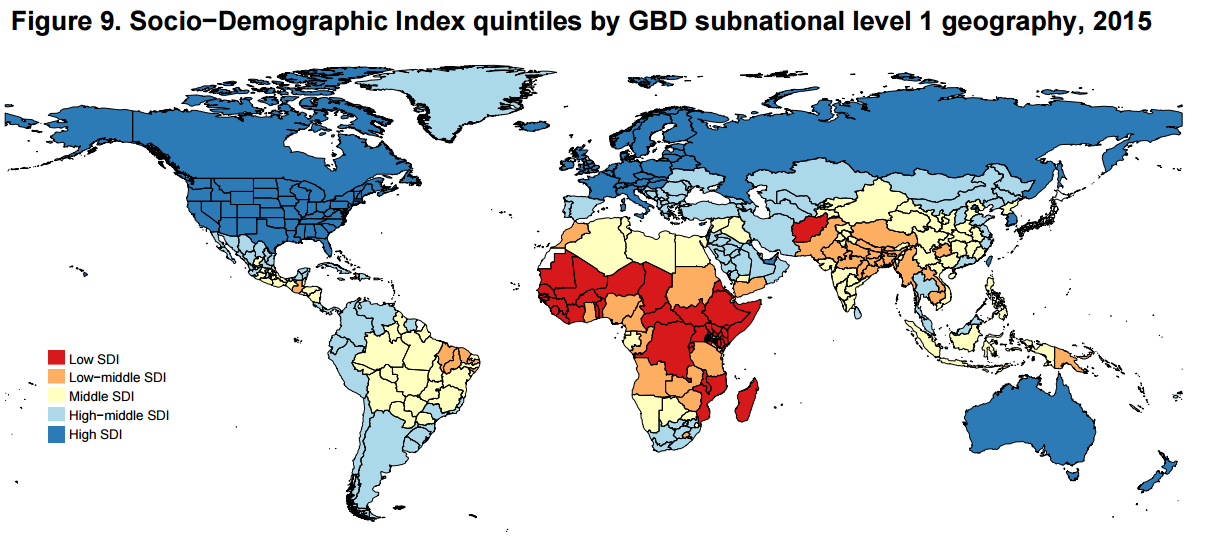 Figure 9. Socio−Demographic Index quintiles by GBD subnational level 1 geography, 2015
Low SDI
Low−middle SDI
Middle SDI
High−middle SDI
High SDI